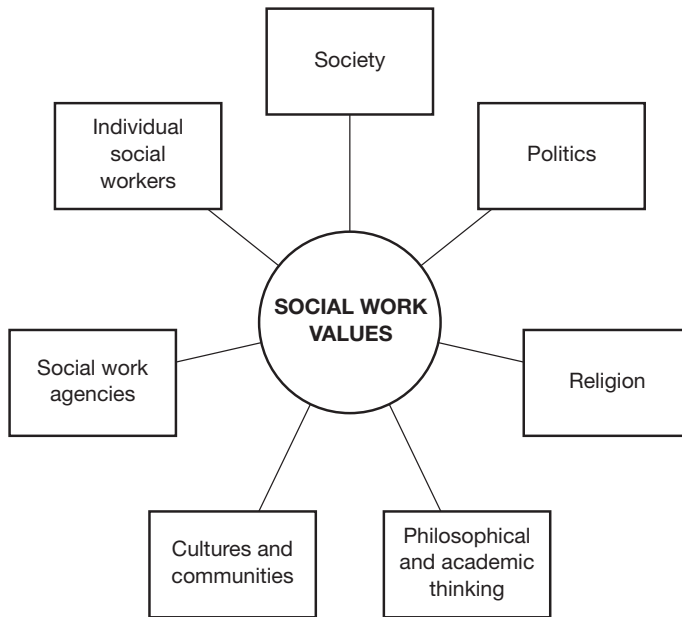 Society
Individual
social
workers
Politics
SOCIAL WORK
VALUES
Social work
agencies
Religion
Cultures and
communities
Philosophical
and academic
thinking